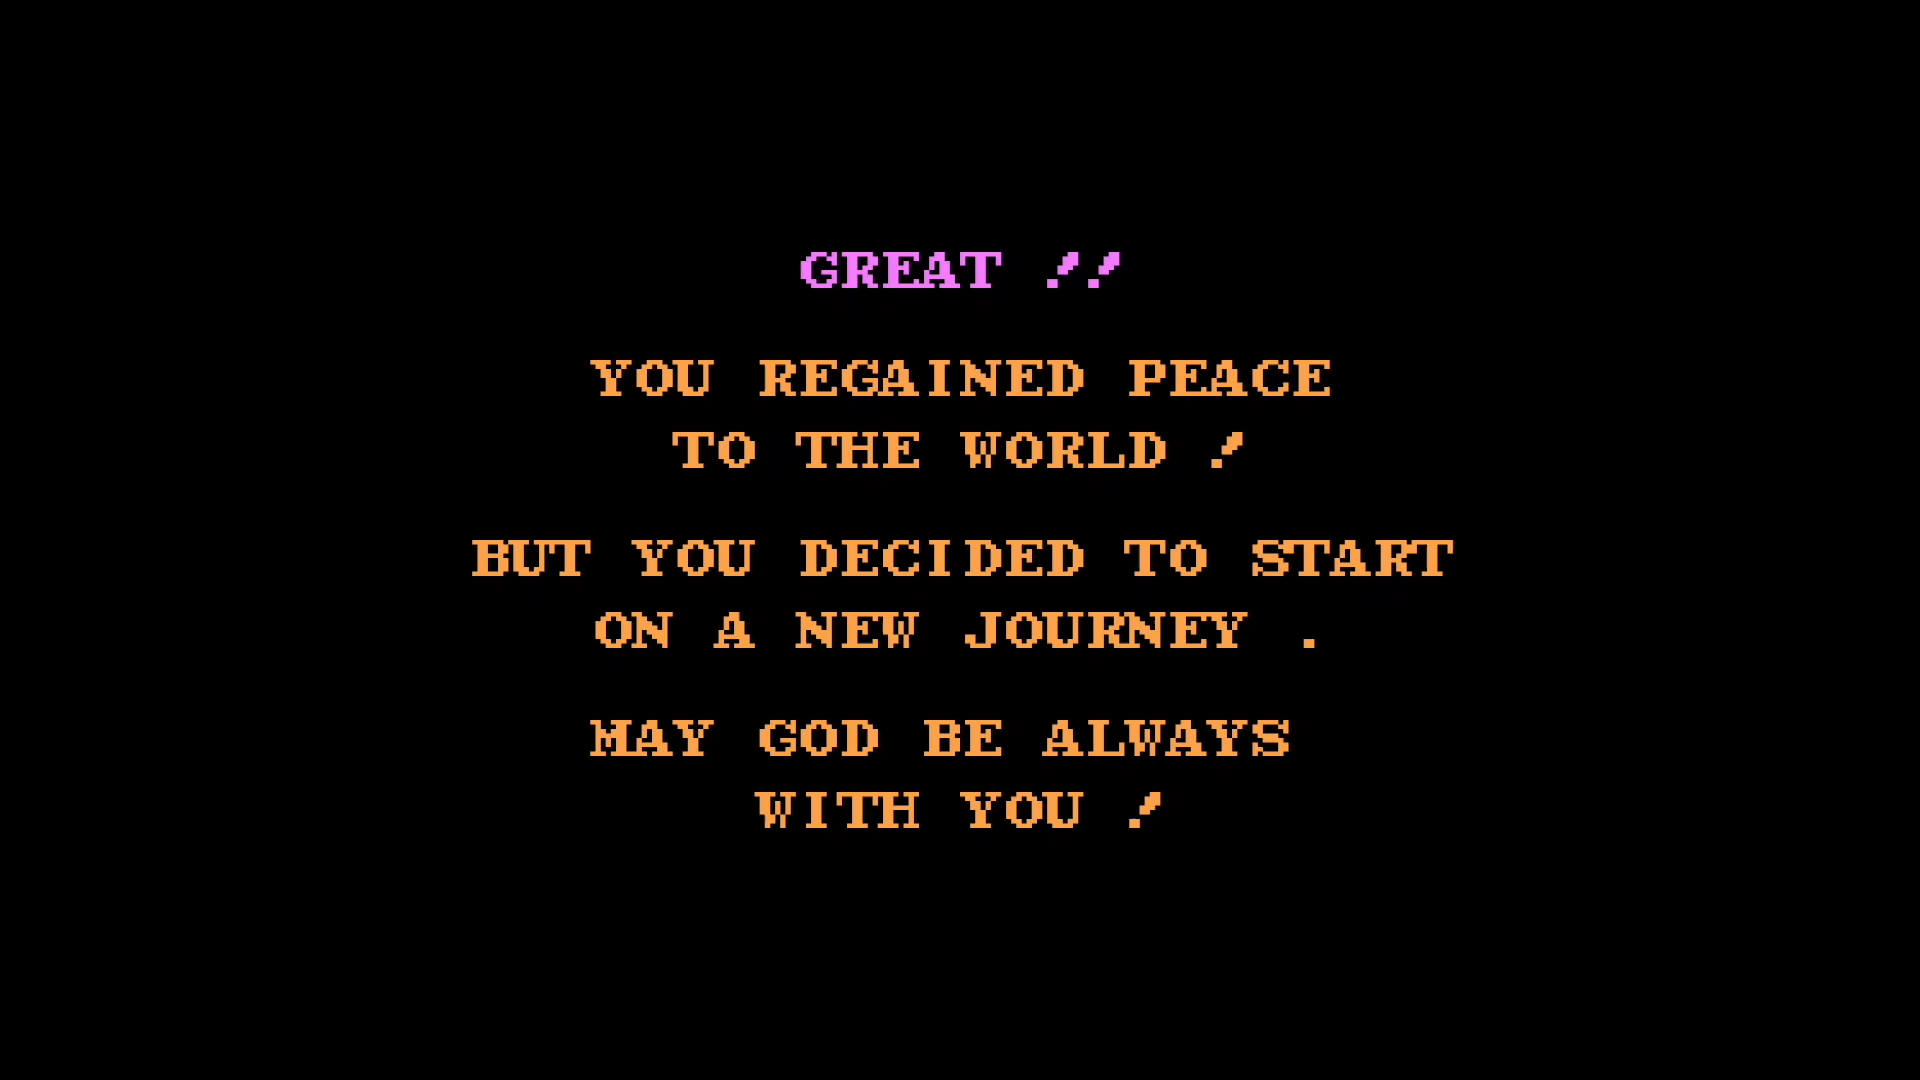 GREAT !!
YOU REGAINED PEACE
TO THE WORLD !
BUT YOU DECIDED TO START
ON A NEW JOURNEY .
MAY GOD BE ALWAYS
WITH YOU !